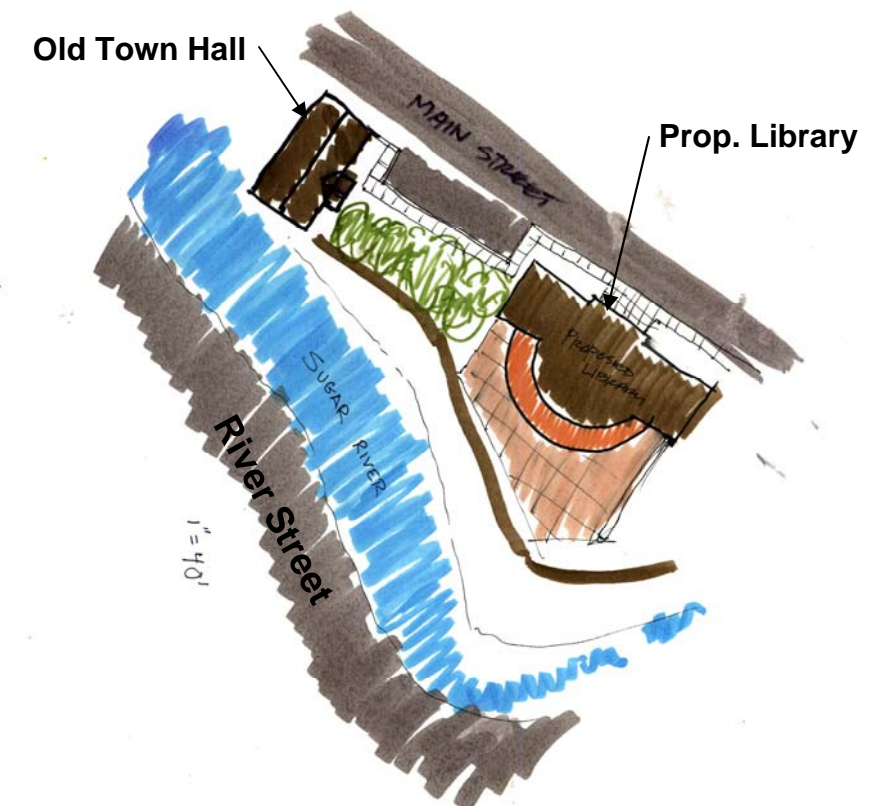 Old Town Hall
MAIN STREET
Prop. Library
PROPOSED
LIBRARY
SUGAR
RIVER
River Street
1"=40'